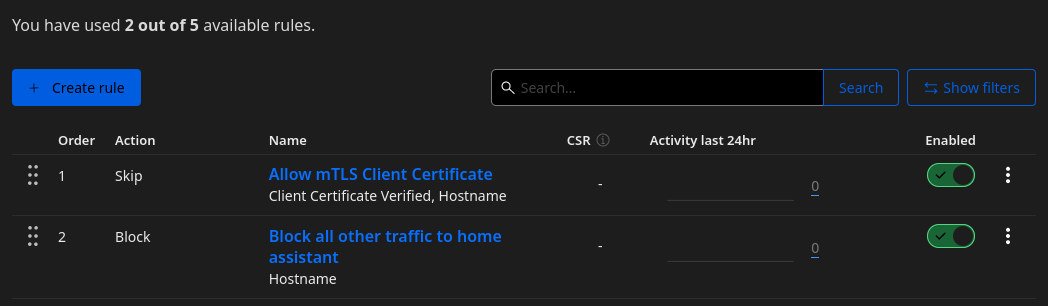 You have used 2 out of 5 available rules.
+ Create rule
Search...
Search
Show filters
Order Action Name CSR Activity last 24hr Enabled
1 Skip Allow mTLS Client Certificate - 0
Client Certificate Verified, Hostname
2 Block Block all other traffic to home - 0
assistant
Hostname